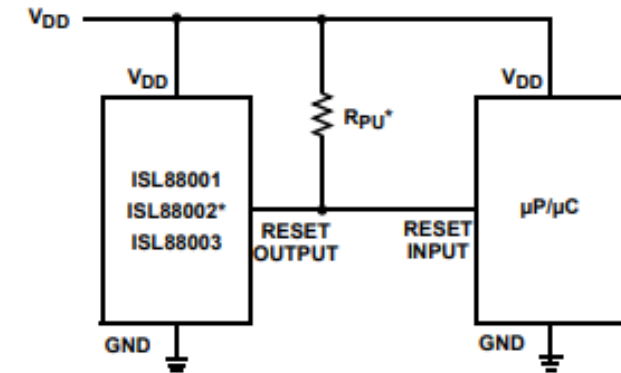 VDD
VDD
VDD
RPU*
ISL88001
ISL88002*
ISL88003
µP/µC
RESET
OUTPUT
RESET
INPUT
GND
GND